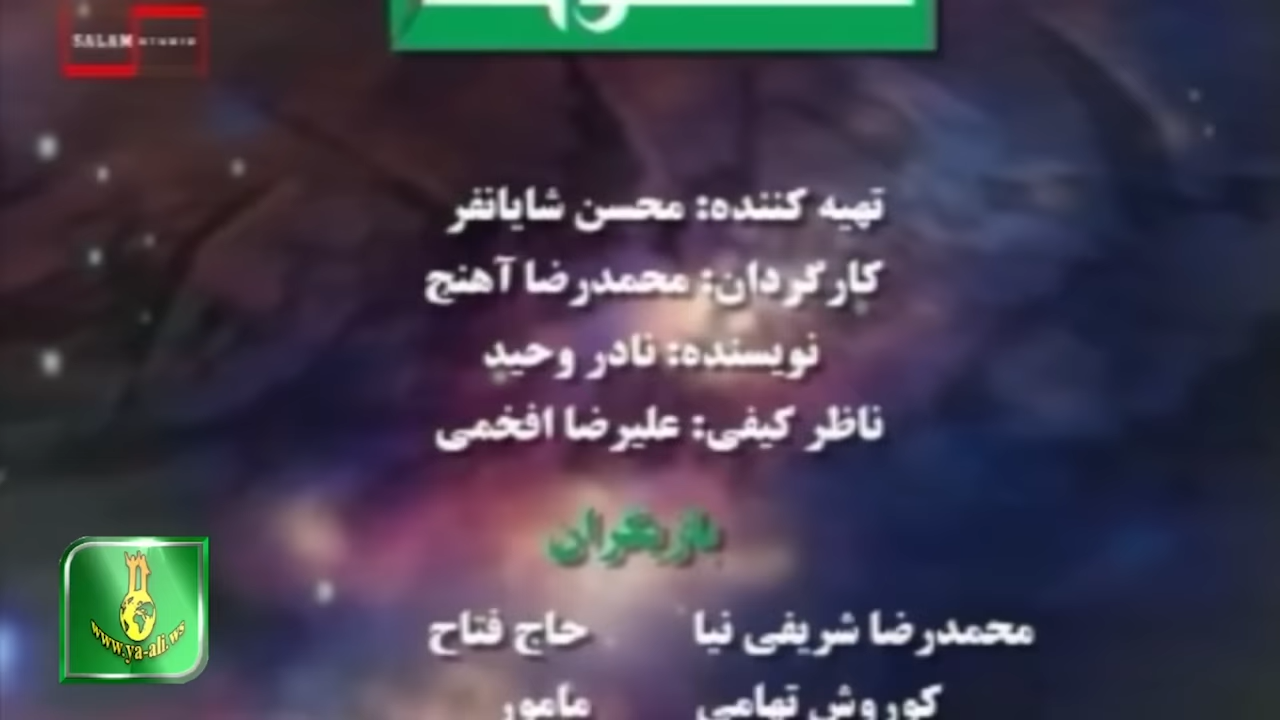 SALAM STUDIO
تهیه کننده: محسن شایانفر
کارگردان: محمدرضا آهنج
نویسنده: نادر وحید
ناظر کیفی: علیرضا افخمی
بازیگران
محمدرضا شریفی نیا حاج فتاح
کوروش تهامی مامور
www.ya-ali.ws